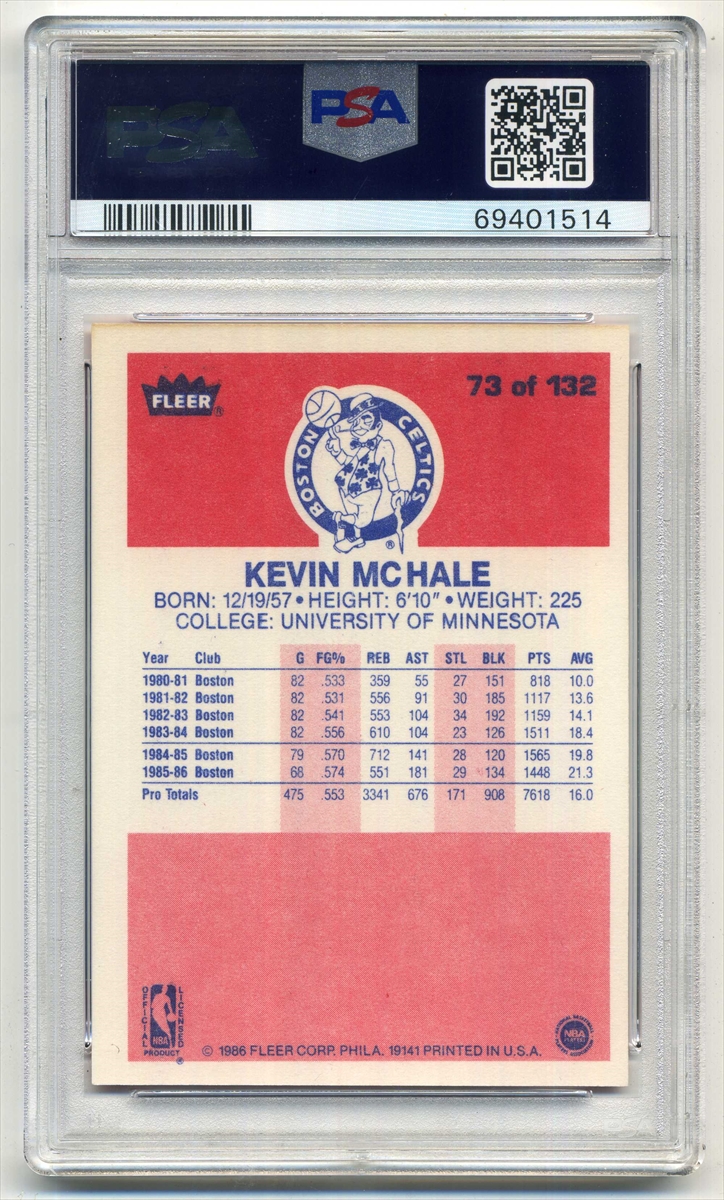 PSA PSA
69401514
FLEER®
73 of 132
BOSTON CELTICS
®
KEVIN MCHALE
BORN: 12/19/57 • HEIGHT: 6'10" • WEIGHT: 225
COLLEGE: UNIVERSITY OF MINNESOTA
Year Club G FG% REB AST STL BLK PTS AVG
1980-81 Boston 82 .533 359 55 27 151 818 10.0
1981-82 Boston 82 .531 556 91 30 185 1117 13.6
1982-83 Boston 82 .541 553 104 34 192 1159 14.1
1983-84 Boston 82 .556 610 104 23 126 1511 18.4
1984-85 Boston 79 .570 712 141 28 120 1565 19.8
1985-86 Boston 68 .574 551 181 29 134 1448 21.3
Pro Totals 475 .553 3341 676 171 908 7618 16.0
OFFICIAL LICENSED
NBA
PRODUCT ®
© 1986 FLEER CORP. PHILA. 19141 PRINTED IN U.S.A.
NBA
PLAYERS